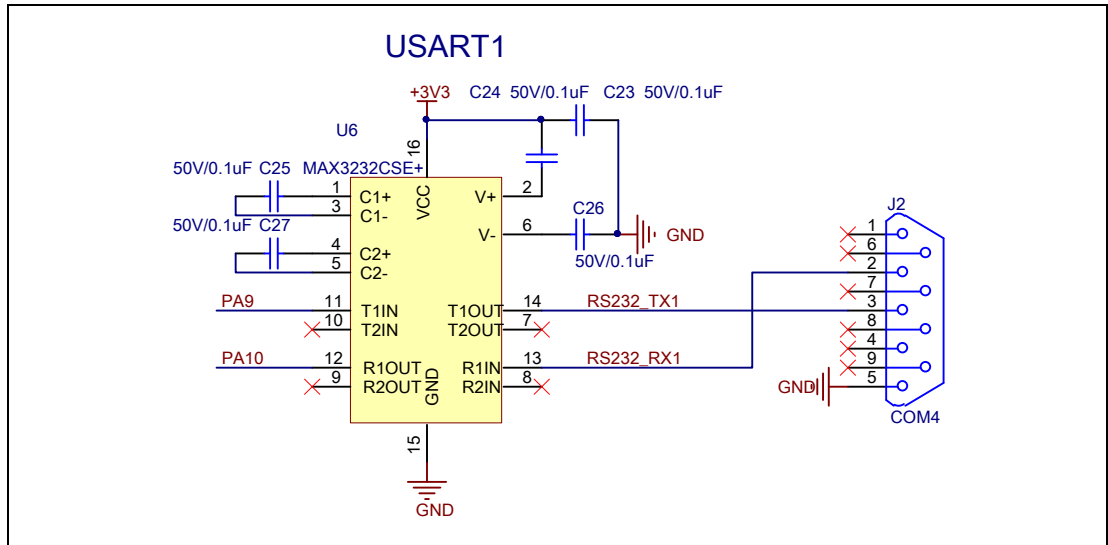 USART1
+3V3
C24 50V/0.1uF C23 50V/0.1uF
U6
16
50V/0.1uF C25 MAX3232CSE+
1 C1+ VCC V+ 2
3 C1-
50V/0.1uF C27
C26
V- 6
GND
50V/0.1uF
4 C2+
5 C2-
J2
1
6
2
7
3
8
4
9
5
GND
COM4
PA9 11 T1IN T1OUT 14 RS232_TX1
10 T2IN T2OUT 7
PA10 12 R1OUT R1IN 13 RS232_RX1
9 R2OUT GND R2IN 8
15
GND